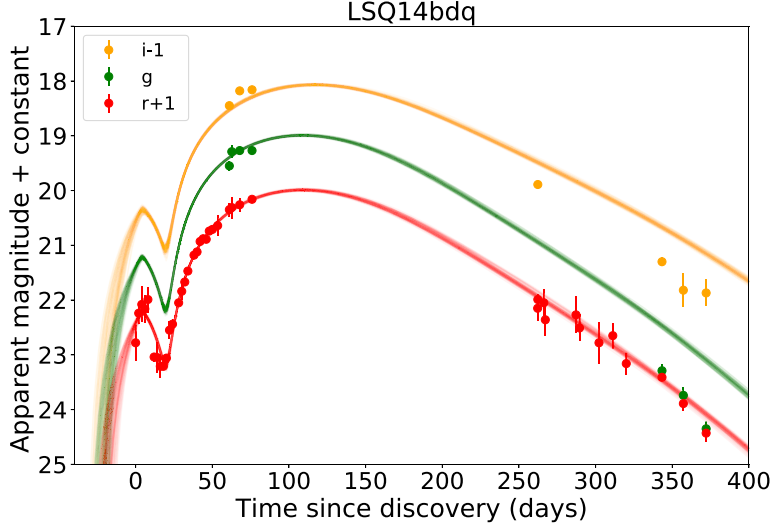 LSQ14bdq
i-1
g
r+1
Apparent magnitude + constant
17
18
19
20
21
22
23
24
25
0 50 100 150 200 250 300 350 400
Time since discovery (days)